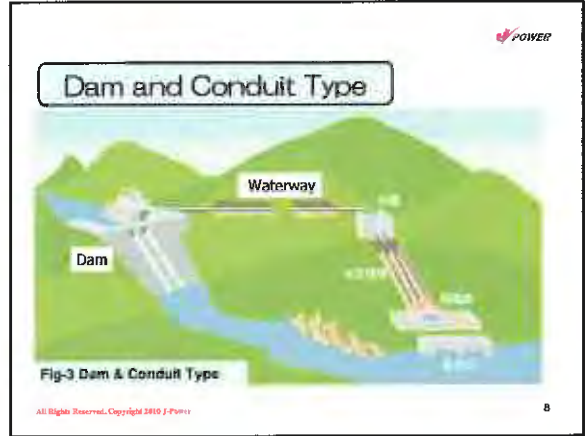 POWER
Dam and Conduit Type
Waterway
Dam
Fig-3 Dam & Conduit Type
All Rights Reserved, Copyright 2010 J-Power
8